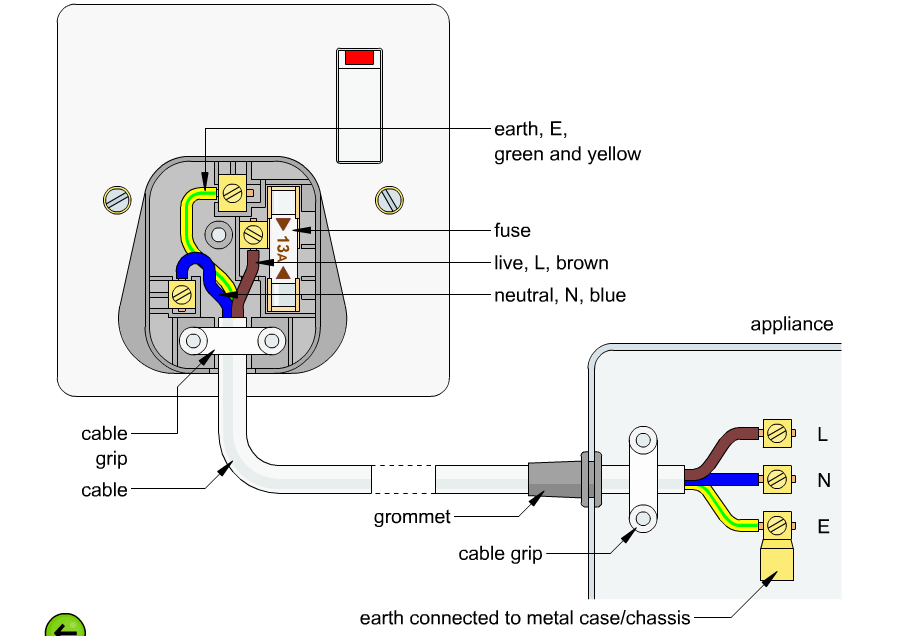 earth, E,
green and yellow
fuse
13A
live, L, brown
neutral, N, blue
appliance
cable
grip
cable
L
N
E
grommet
cable grip
earth connected to metal case/chassis